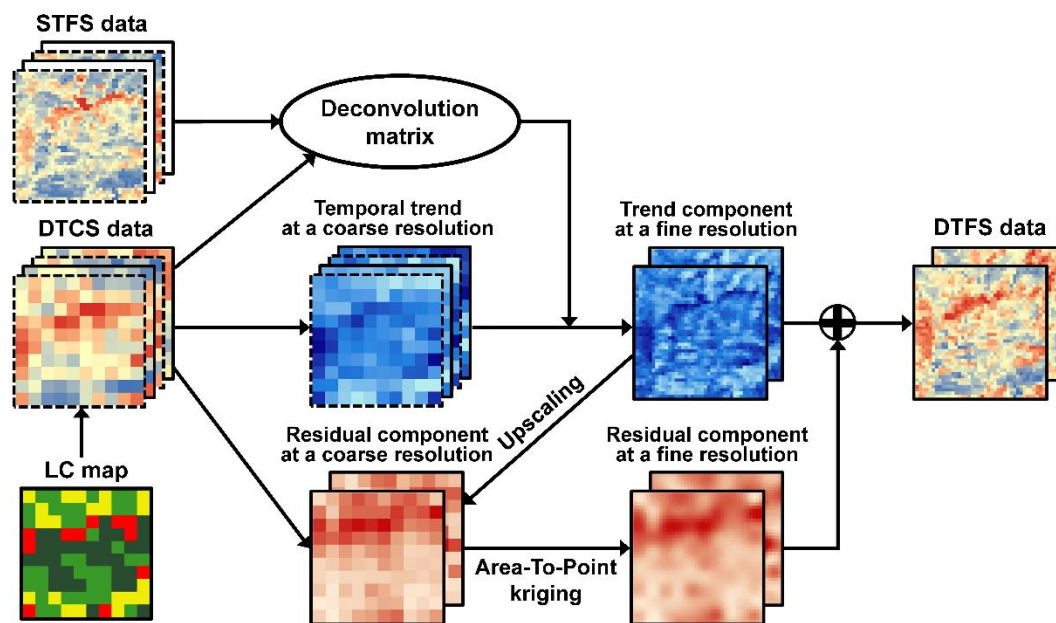 STFS data
Deconvolution
matrix
DTCS data
Temporal trend
at a coarse resolution
Trend component
at a fine resolution
DTFS data
Upscaling
LC map
Residual component
at a coarse resolution
Residual component
at a fine resolution
Area-To-Point
kriging